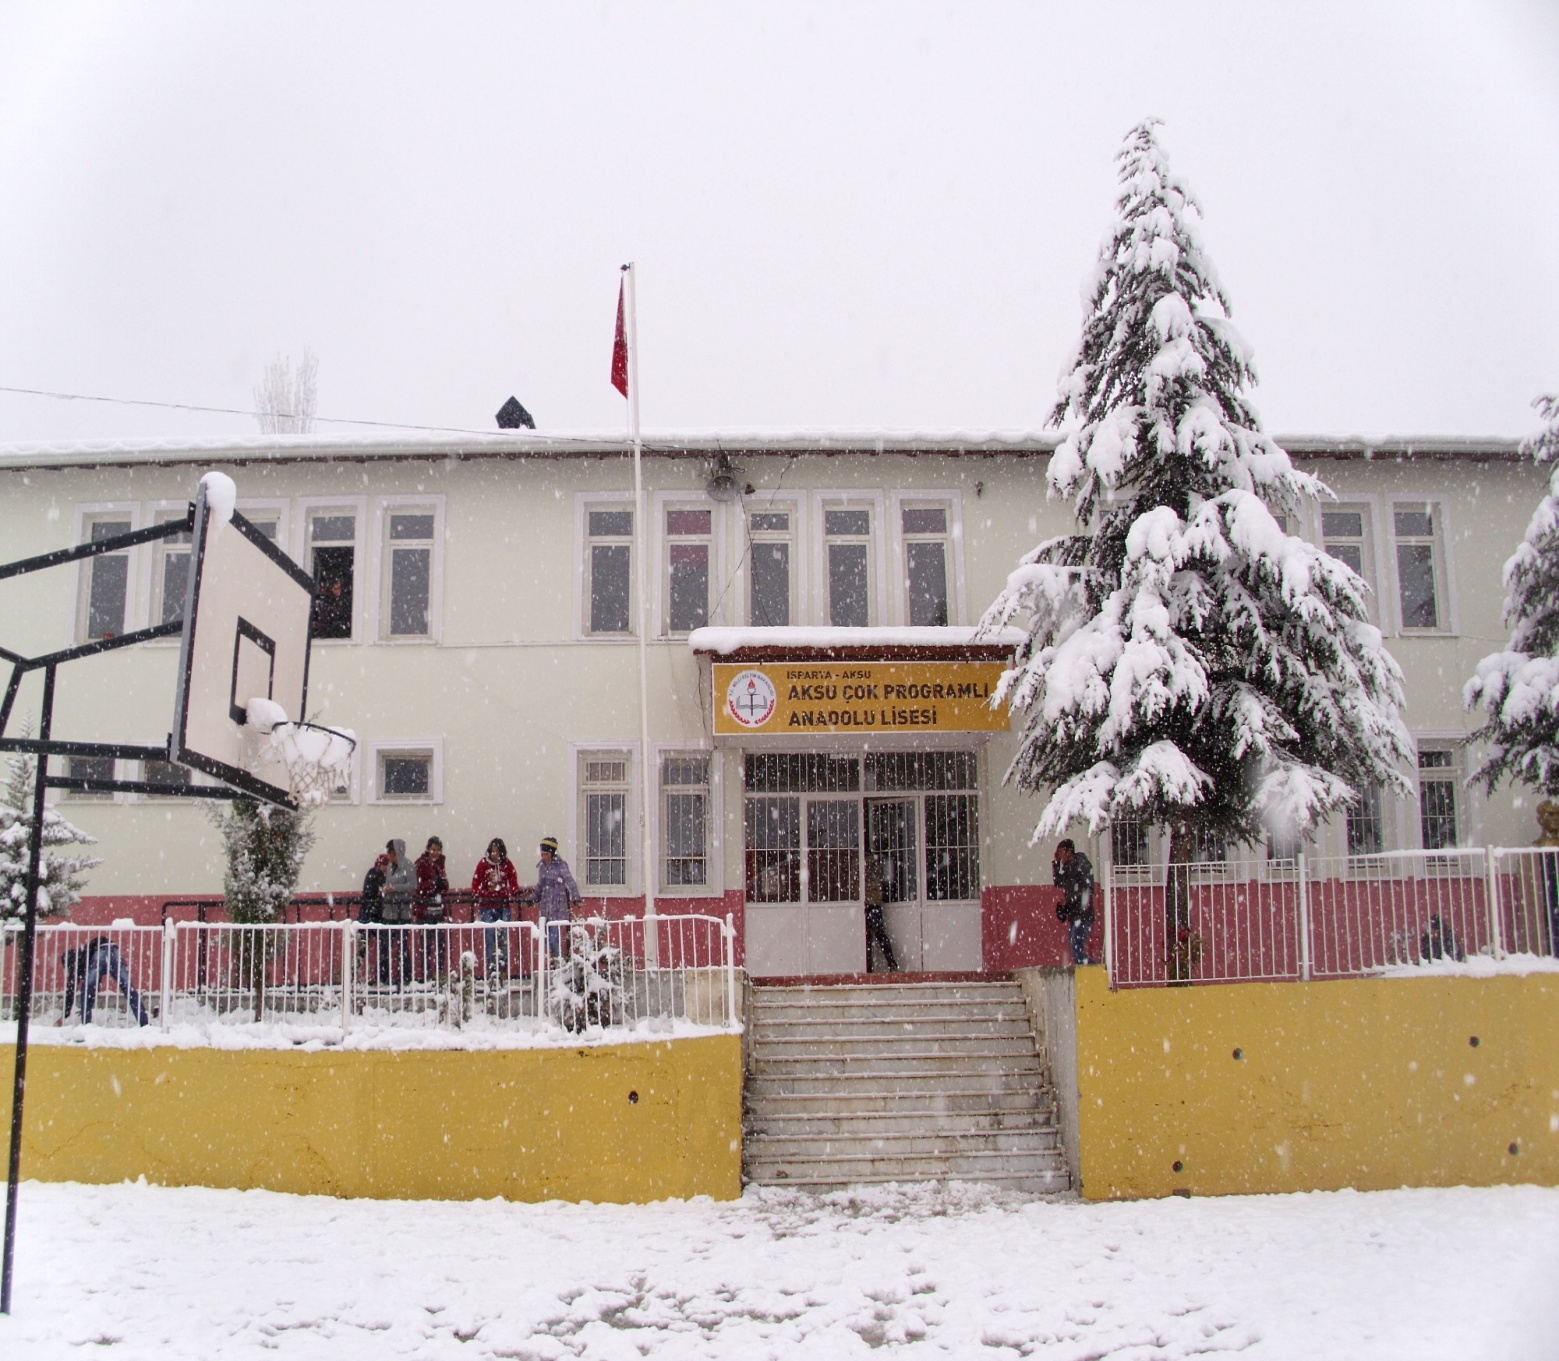 ISPARTA - AKSU
AKSU ÇOK PROGRAMLI
ANADOLU LİSESİ